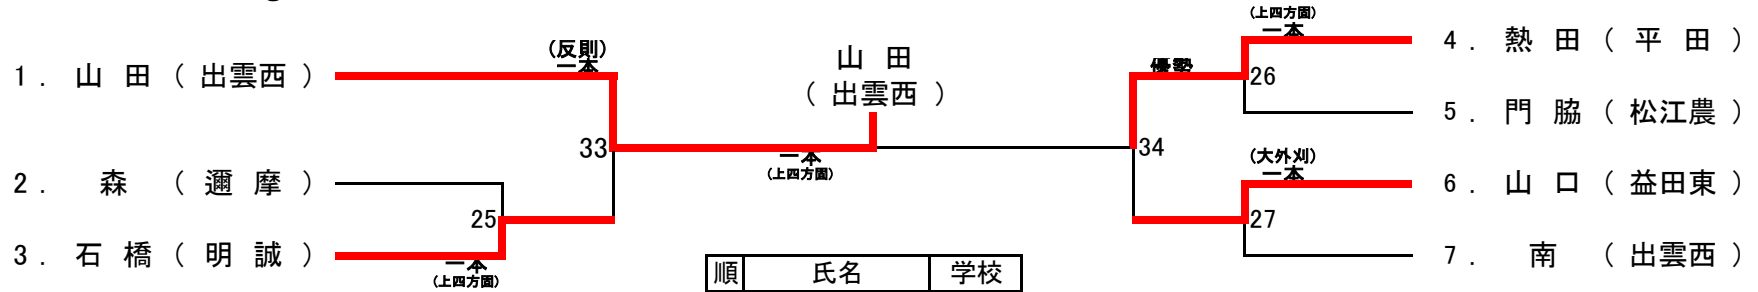 (上四方固)
一本
4. 熱 田 ( 平 田 )
(反則)
一本
山 田
( 出雲西 )
優勢
1. 山 田 ( 出雲西 )
26
5. 門 脇 ( 松江農 )
33
34
一本
(上四方固)
(大外刈)
一本
2. 森 ( 邇 摩 )
6. 山 口 ( 益田東 )
25
27
3. 石 橋 ( 明 誠 )
7. 南 ( 出雲西 )
一本
(上四方固)
順 氏名 学校